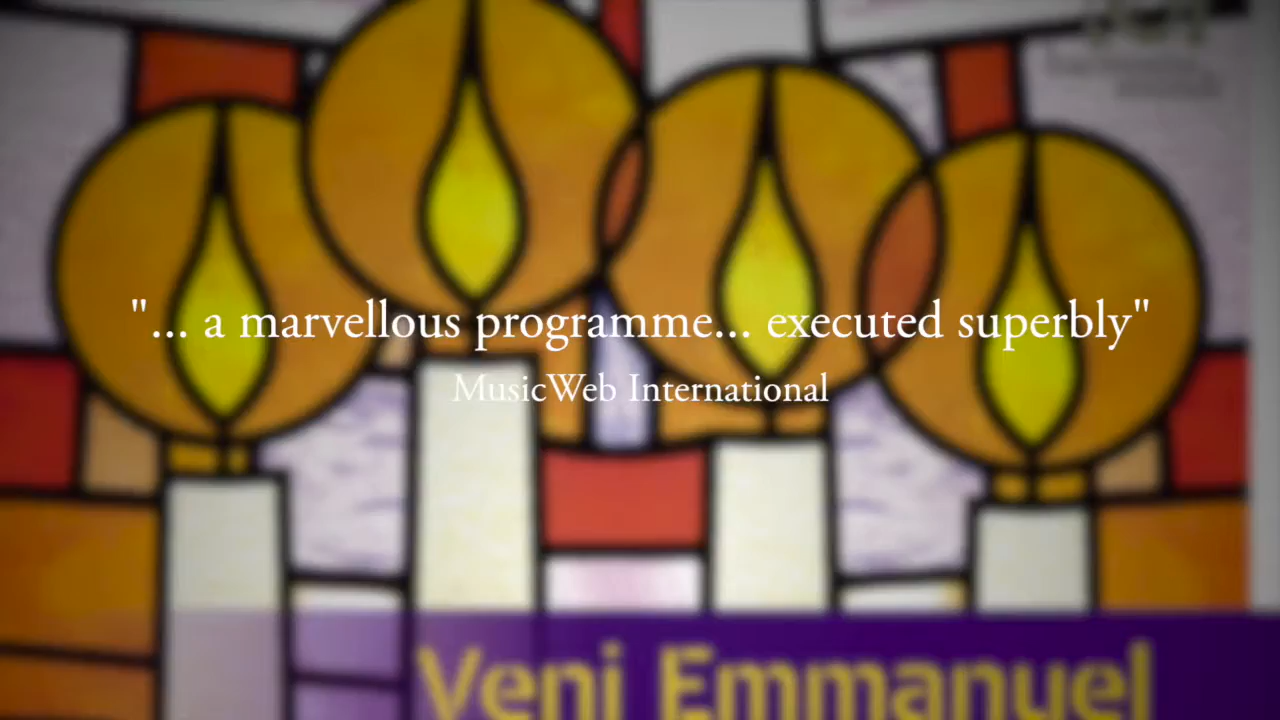 "... a marvellous programme... executed superbly"
MusicWeb International
Veni Emmanuel